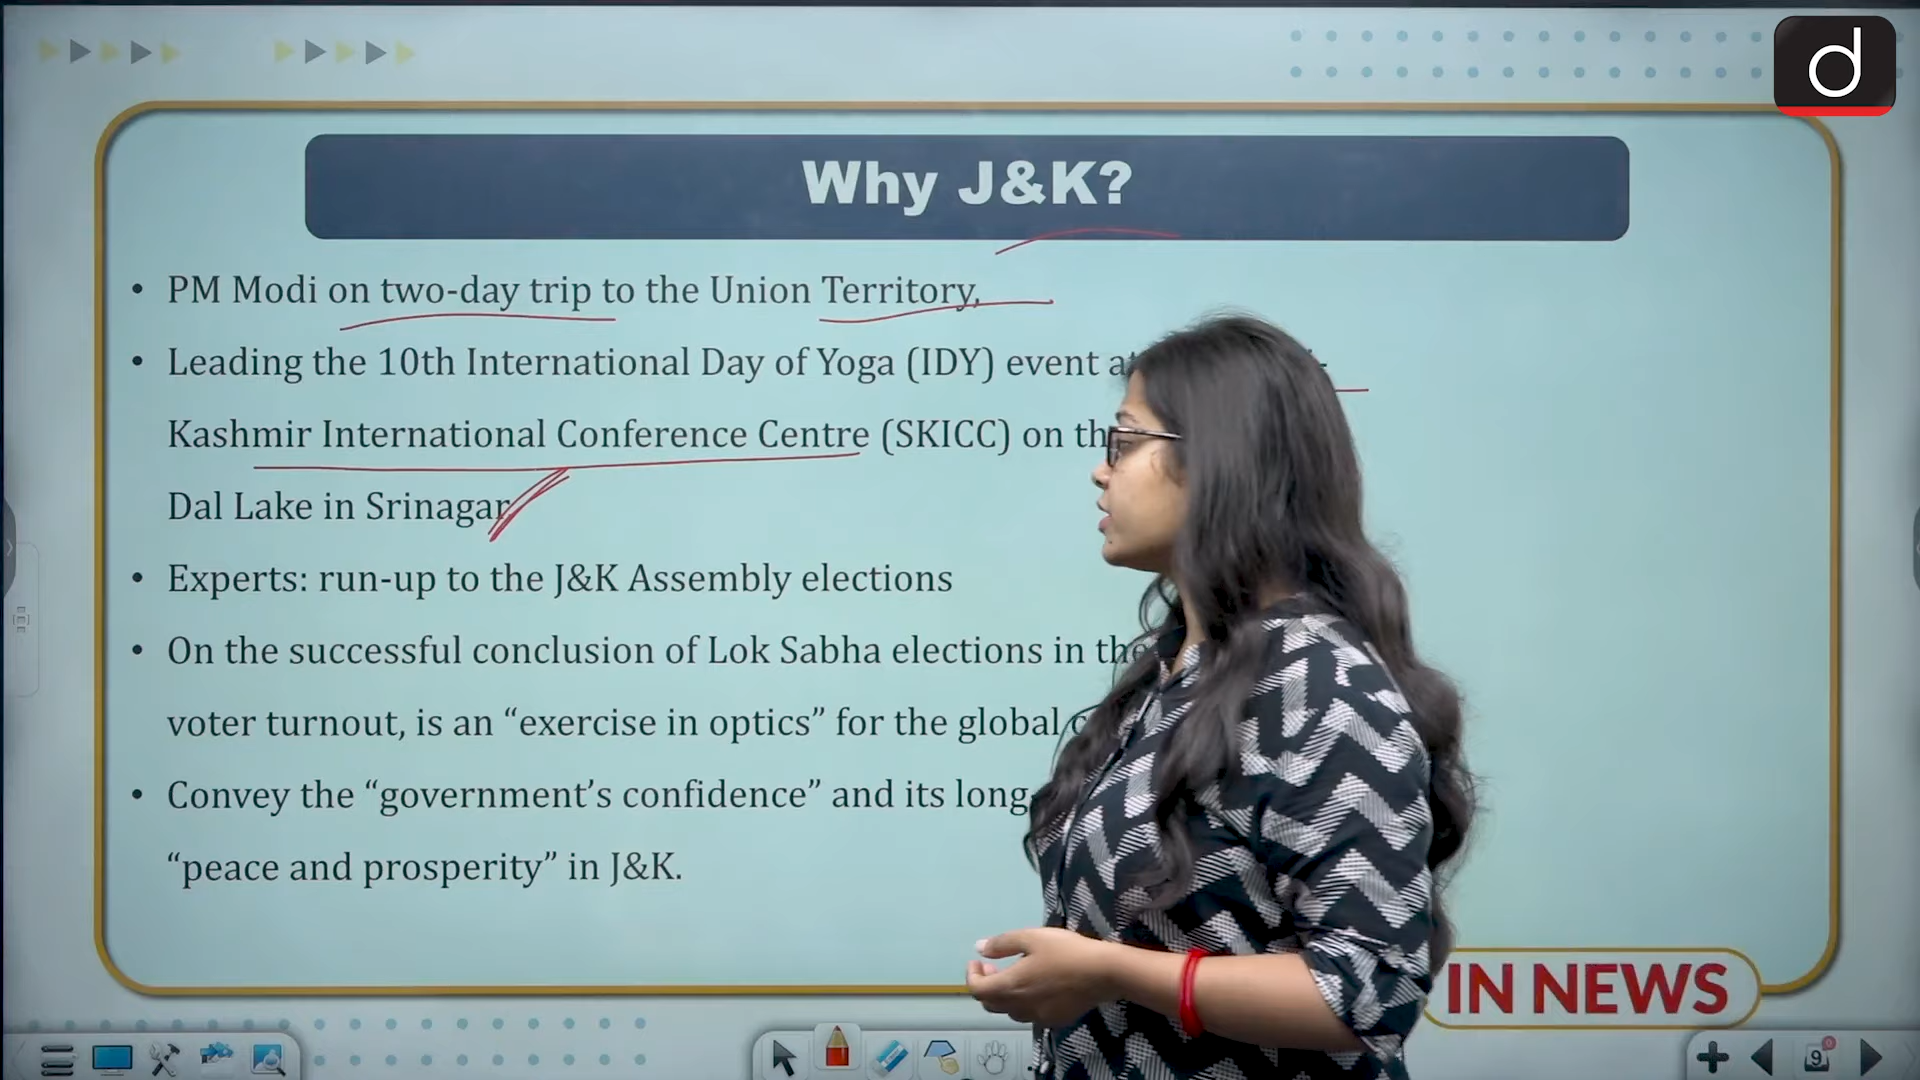 d
Why J&K?
• PM Modi on two-day trip to the Union Territory,
• Leading the 10th International Day of Yoga (IDY) event
Kashmir International Conference Centre (SKICC) on
Dal Lake in Srinagar
• Experts: run-up to the J&K Assembly elections
• On the successful conclusion of Lok Sabha elections in the
voter turnout, is an “exercise in optics” for the global
• Convey the “government’s confidence” and its long-
“peace and prosperity” in J&K.
IN NEWS
9